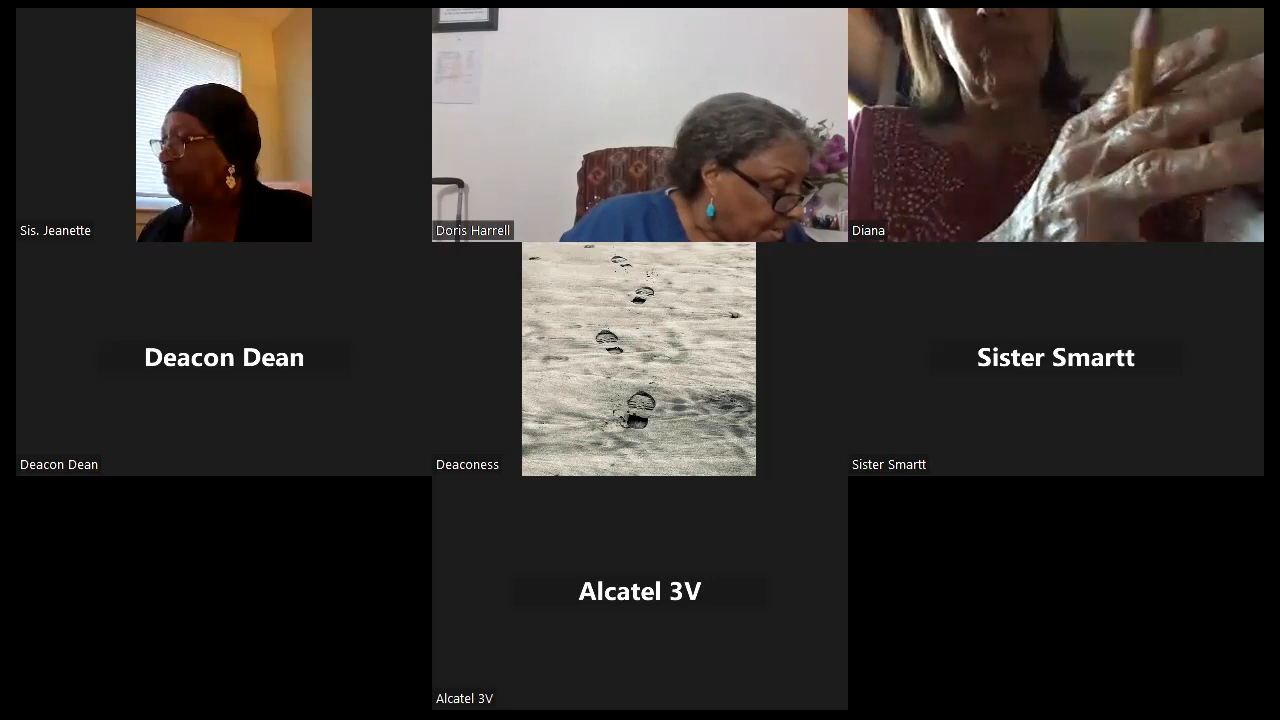 Sis. Jeanette
Doris Harrell
Diana
Deacon Dean
Sister Smartt
Deacon Dean
Deaconess
Sister Smartt
Alcatel 3V
Alcatel 3V